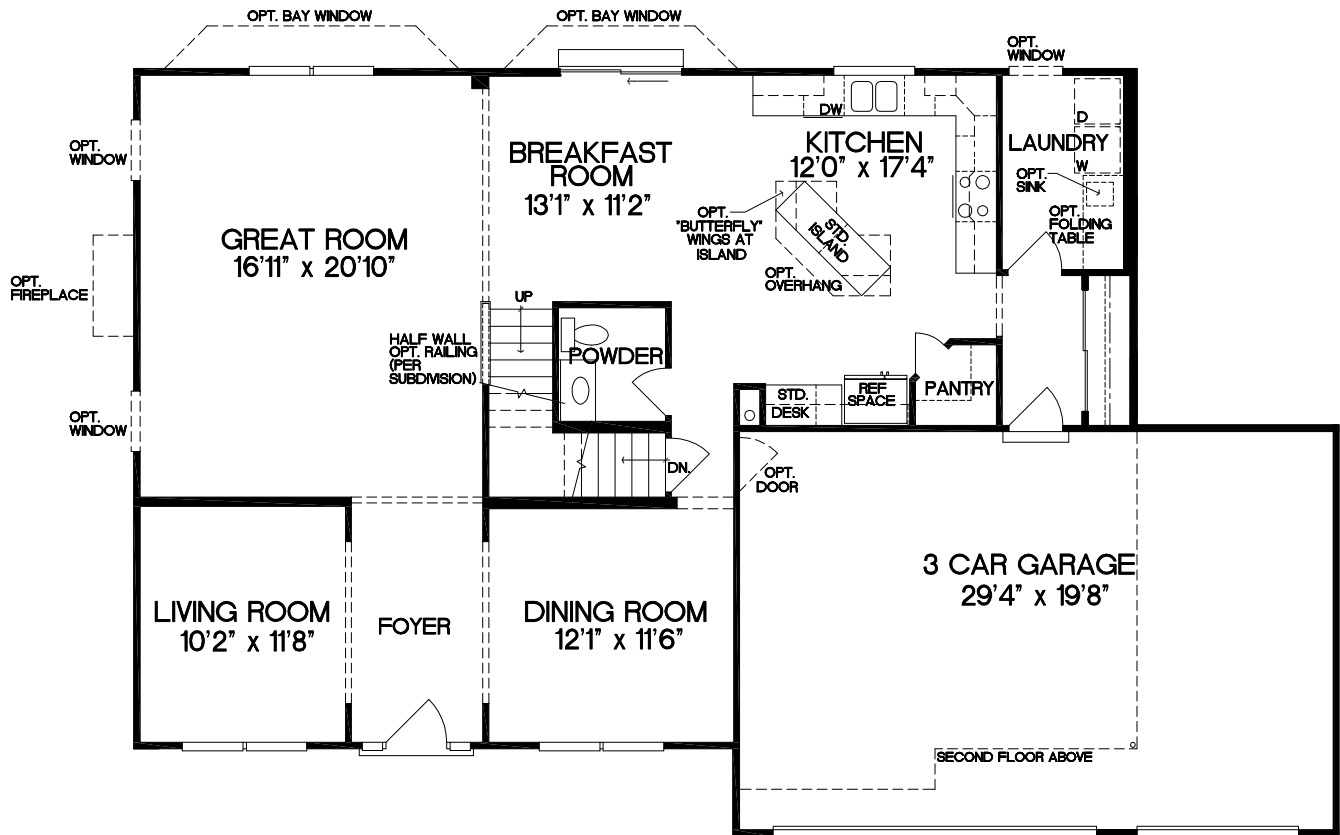 OPT. BAY WINDOW
OPT. BAY WINDOW
OPT.
WINDOW
OPT.
WINDOW
GREAT ROOM
16'11" x 20'10"
OPT.
FIREPLACE
OPT.
WINDOW
BREAKFAST
ROOM
13'1" x 11'2"
DW
KITCHEN
12'0" x 17'4"
OPT.
"BUTTERFLY"
WINGS AT
ISLAND
STD.
ISLAND
OPT.
OVERHANG
D
LAUNDRY
W
OPT.
SINK
OPT.
FOLDING
TABLE
UP
HALF WALL
OPT. RAILING
(PER
SUBDIVISION)
POWDER
STD.
DESK
REF
SPACE
PANTRY
DN.
OPT.
DOOR
LIVING ROOM
10'2" x 11'8"
FOYER
DINING ROOM
12'1" x 11'6"
3 CAR GARAGE
29'4" x 19'8"
SECOND FLOOR ABOVE